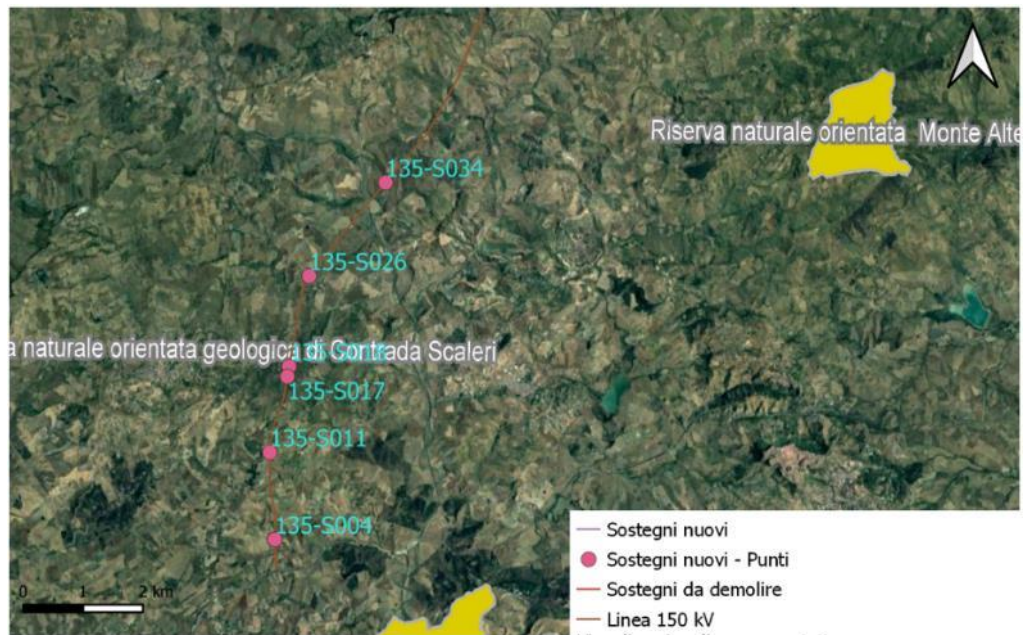 Riserva naturale orientata Monte Alte
135-S034
135-S026
a naturale orientata geologica di Contrada Scaleri
135-S017
135-S011
135-S004
0 1 2 km
Sostegni nuovi
Sostegni nuovi - Punti
Sostegni da demolire
Linea 150 kV